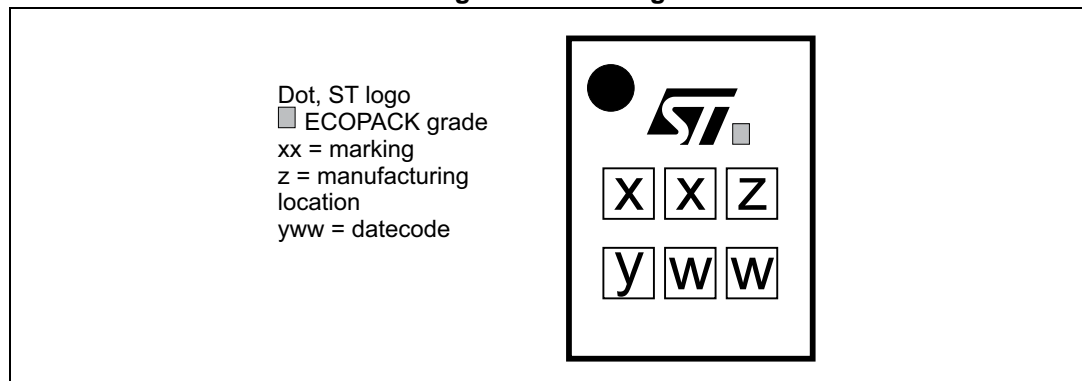 Dot, ST logo
ECOPACK grade
xx = marking
z = manufacturing
location
yww = datecode
ST
x x z
y w w